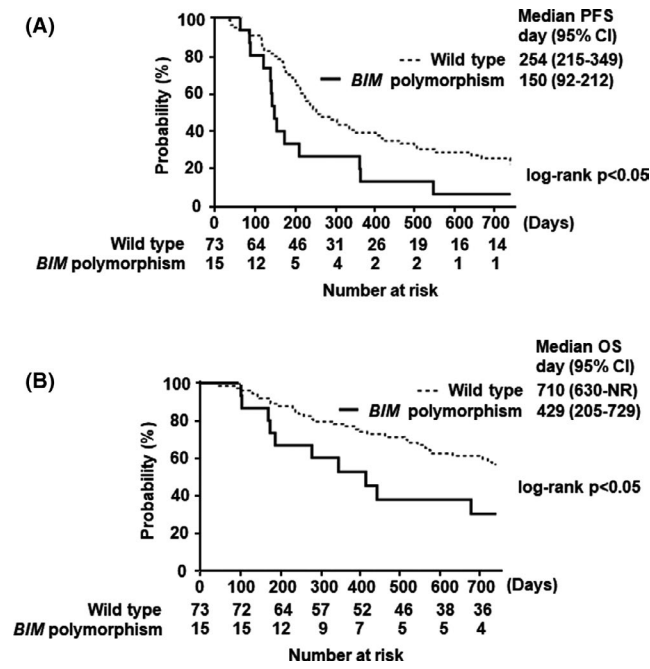 (A)
Median PFS
day (95% CI)
Wild type 254 (215-349)
BIM polymorphism 150 (92-212)
Probability (%)
100
80
60
40
20
0
log-rank p<0.05
0 100 200 300 400 500 600 700 (Days)
Wild type 73 64 46 31 26 19 16 14
BIM polymorphism 15 12 5 4 2 2 1 1
Number at risk
(B)
Median OS
day (95% CI)
Wild type 710 (630-NR)
BIM polymorphism 429 (205-729)
Probability (%)
100
80
60
40
20
0
log-rank p<0.05
0 100 200 300 400 500 600 700 (Days)
Wild type 73 72 64 57 52 46 38 36
BIM polymorphism 15 15 12 9 7 5 5 4
Number at risk